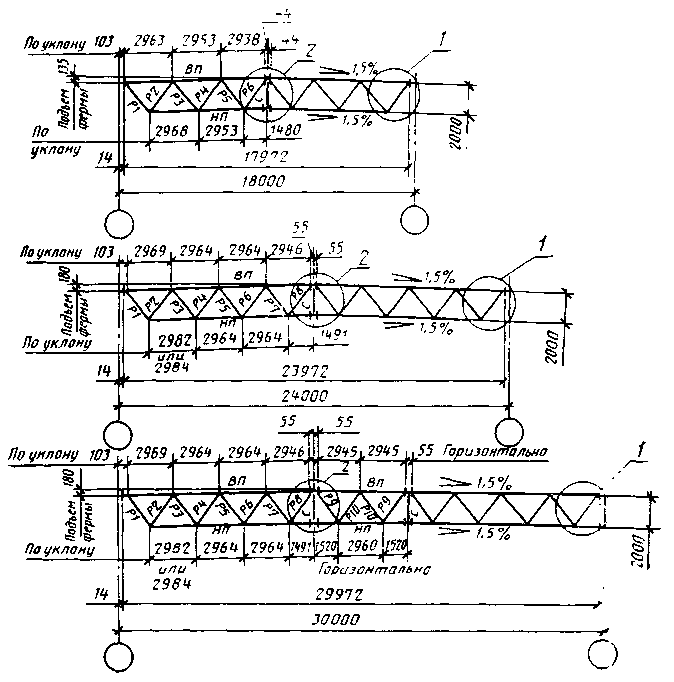 44
По уклону 103 2963 2953 2938 44 2 1
135 ВП 1,5%
Подъем фермы Р1 Р2 Р3 Р4 Р5 Р6 С 2000
НП 1,5%
По уклону 2968 2953 1480
14 17972
18000
55
По уклону 103 2969 2964 2964 2946 55 2 1
180 ВП 1,5%
Подъем фермы Р1 Р2 Р3 Р4 Р5 Р6 Р7 Р8 С 2000
НП 1,5%
По уклону 2982 или 2984 2964 2964 1491
14 23972
24000
55 55
По уклону 103 2969 2964 2964 2946 2945 2945 55 Горизонтально 1
180 ВП 2 ВП 1,5%
Подъем фермы Р1 Р2 Р3 Р4 Р5 Р6 Р7 Р8 С Р9 Р10 Р10 Р9 С 2000
НП НП 1,5%
По уклону 2982 или 2984 2964 2964 1491 1520 2960 1520
Горизонтально
14 29972
30000